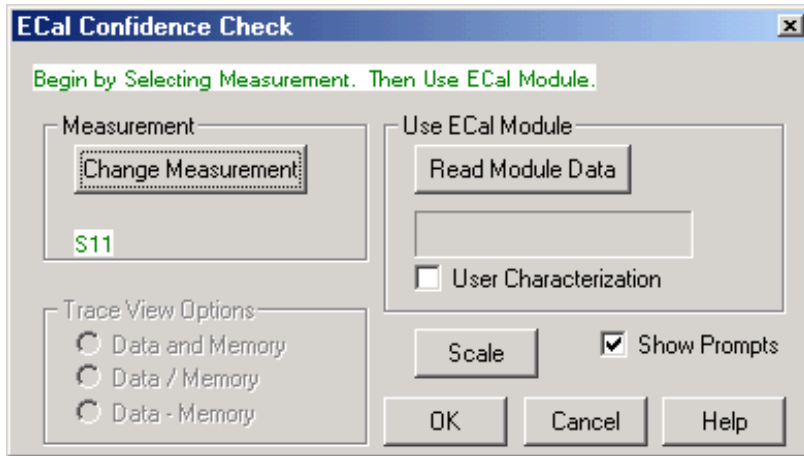 ECal Confidence Check
Begin by Selecting Measurement. Then Use ECal Module.
Measurement
Change Measurement
S11
Use ECal Module
Read Module Data
User Characterization
Trace View Options
Data and Memory
Data / Memory
Data - Memory
Scale
Show Prompts
OK
Cancel
Help